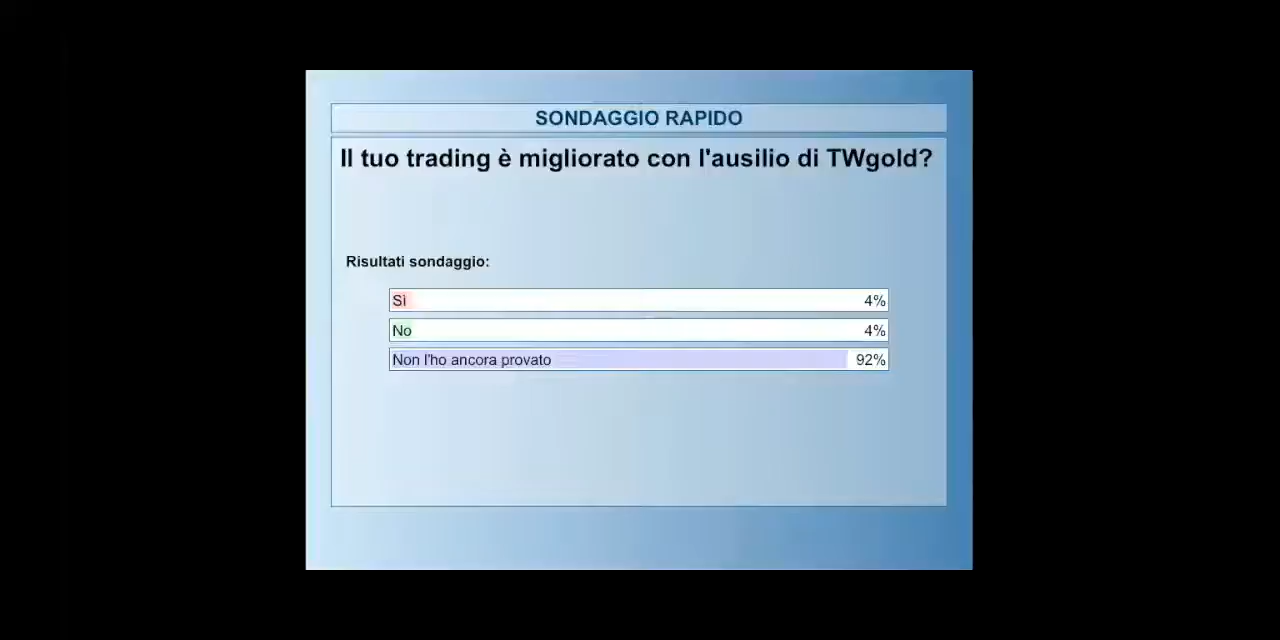 SONDAGGIO RAPIDO
Il tuo trading è migliorato con l'ausilio di TWgold?
Risultati sondaggio:
Sì 4%
No 4%
Non l'ho ancora provato 92%